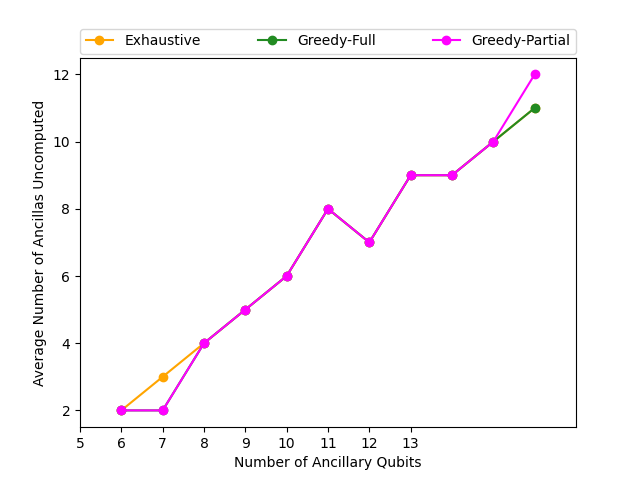 Exhaustive Greedy-Full Greedy-Partial
12
10
8
6
4
2
Average Number of Ancillas Uncomputed
5 6 7 8 9 10 11 12 13
Number of Ancillary Qubits